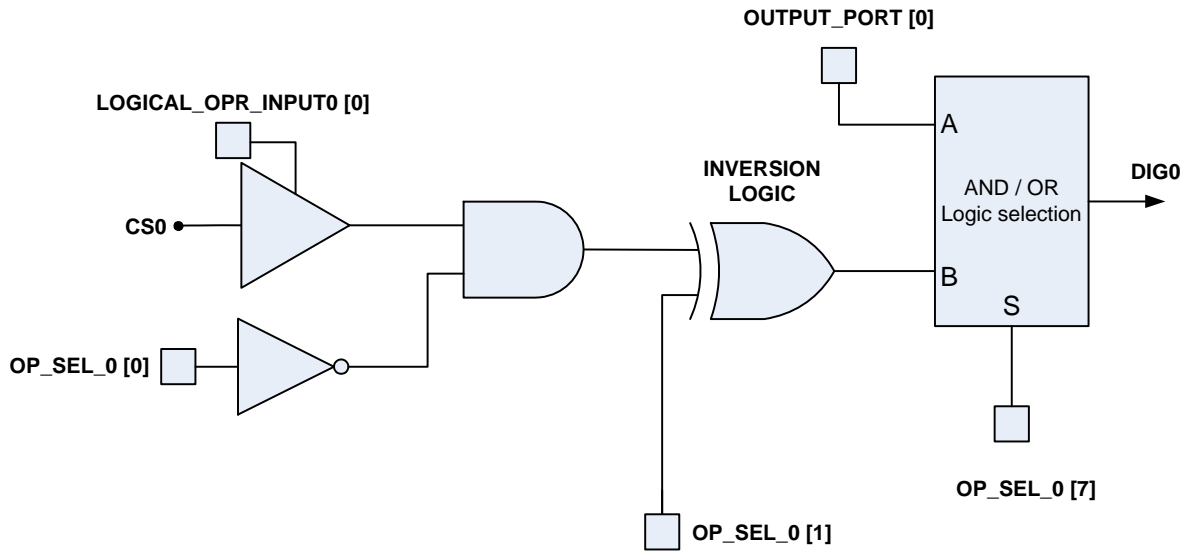 OUTPUT_PORT [0]
LOGICAL_OPR_INPUT0 [0]
A
INVERSION
LOGIC
DIG0
AND / OR
Logic selection
CS0
B
S
OP_SEL_0 [0]
OP_SEL_0 [7]
OP_SEL_0 [1]